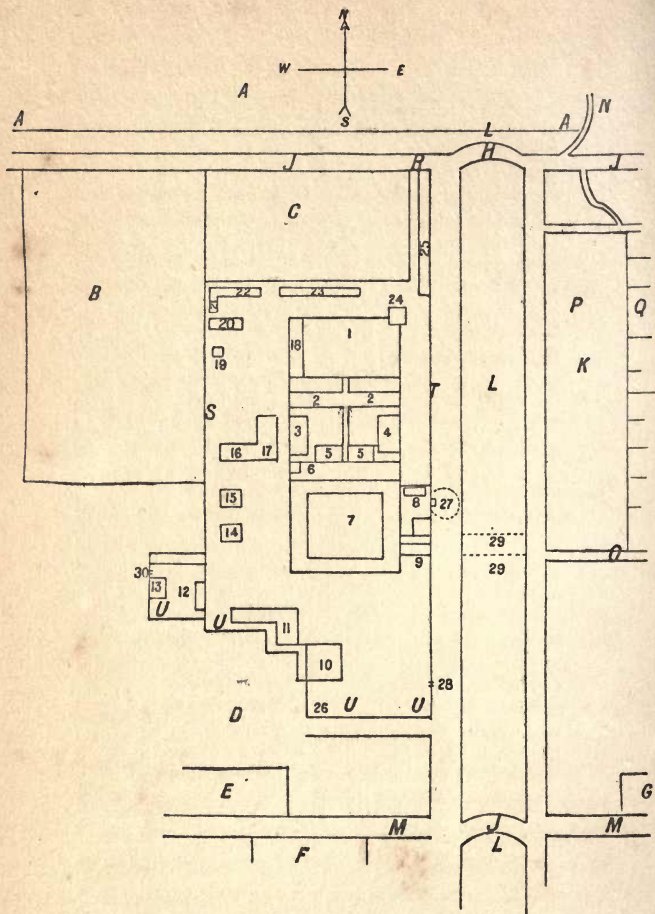 N
W E
S
A
A L A N
J R H J
C
B
25
P
K
Q
22 23
24
20
1
18
19
L
T
2 2
S
3 4
16 17
5 5
6
15
7
8
27
14
29
9
29
O
30
13 12
U U
11
10
28
26 U U
D
E
G
M J M
F L